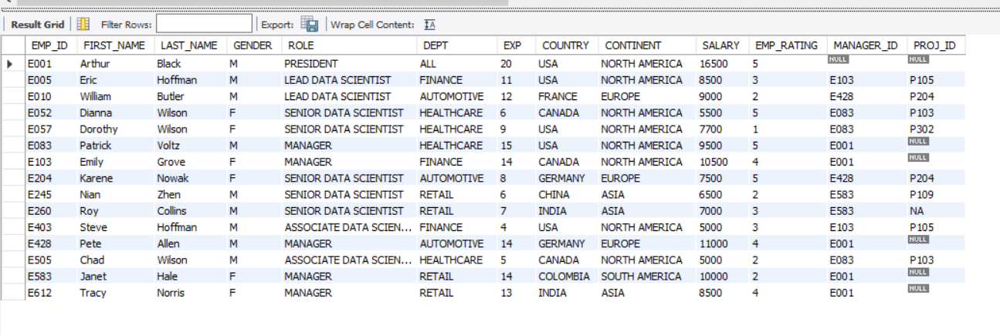 Result Grid Filter Rows: Export: Wrap Cell Content: IA
EMP_ID FIRST_NAME LAST_NAME GENDER ROLE DEPT EXP COUNTRY CONTINENT SALARY EMP_RATING MANAGER_ID PROJ_ID
E001 Arthur Black M PRESIDENT ALL 20 USA NORTH AMERICA 16500 5 NULL NULL
E005 Eric Hoffman M LEAD DATA SCIENTIST FINANCE 11 USA NORTH AMERICA 8500 3 E103 P105
E010 William Butler M LEAD DATA SCIENTIST AUTOMOTIVE 12 FRANCE EUROPE 9000 2 E428 P204
E052 Dianna Wilson F SENIOR DATA SCIENTIST HEALTHCARE 6 CANADA NORTH AMERICA 5500 5 E083 P103
E057 Dorothy Wilson F SENIOR DATA SCIENTIST HEALTHCARE 9 USA NORTH AMERICA 7700 1 E083 P302
E083 Patrick Voltz M MANAGER HEALTHCARE 15 USA NORTH AMERICA 9500 5 E001 NULL
E103 Emily Grove F MANAGER FINANCE 14 CANADA NORTH AMERICA 10500 4 E001 NULL
E204 Karene Nowak F SENIOR DATA SCIENTIST AUTOMOTIVE 8 GERMANY EUROPE 7500 5 E428 P204
E245 Nian Zhen M SENIOR DATA SCIENTIST RETAIL 6 CHINA ASIA 6500 2 E583 P109
E260 Roy Collins M SENIOR DATA SCIENTIST RETAIL 7 INDIA ASIA 7000 3 E583 NA
E403 Steve Hoffman M ASSOCIATE DATA SCIEN... FINANCE 4 USA NORTH AMERICA 5000 3 E103 P105
E428 Pete Allen M MANAGER AUTOMOTIVE 14 GERMANY EUROPE 11000 4 E001 NULL
E505 Chad Wilson M ASSOCIATE DATA SCIEN... HEALTHCARE 5 CANADA NORTH AMERICA 5000 2 E083 P103
E583 Janet Hale F MANAGER RETAIL 14 COLOMBIA SOUTH AMERICA 10000 2 E001 NULL
E612 Tracy Norris F MANAGER RETAIL 13 INDIA ASIA 8500 4 E001 NULL